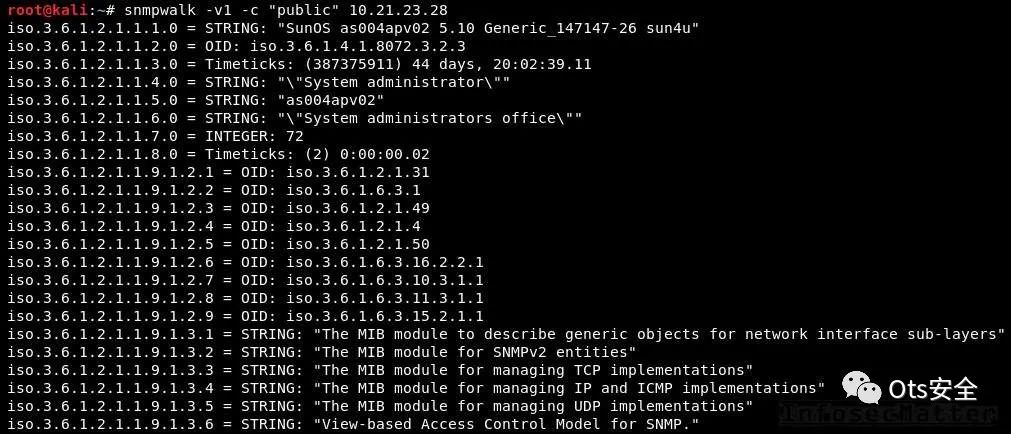 root@kali:~# snmpwalk -v1 -c "public" 10.21.23.28
iso.3.6.1.2.1.1.1.0 = STRING: "SunOS as004apv02 5.10 Generic_147147-26 sun4u"
iso.3.6.1.2.1.1.2.0 = OID: iso.3.6.1.4.1.8072.3.2.3
iso.3.6.1.2.1.1.3.0 = Timeticks: (387375911) 44 days, 20:02:39.11
iso.3.6.1.2.1.1.4.0 = STRING: "\"System administrator\""
iso.3.6.1.2.1.1.5.0 = STRING: "as004apv02"
iso.3.6.1.2.1.1.6.0 = STRING: "\"System administrators office\""
iso.3.6.1.2.1.1.7.0 = INTEGER: 72
iso.3.6.1.2.1.1.8.0 = Timeticks: (2) 0:00:00.02
iso.3.6.1.2.1.1.9.1.2.1 = OID: iso.3.6.1.2.1.31
iso.3.6.1.2.1.1.9.1.2.2 = OID: iso.3.6.1.6.3.1
iso.3.6.1.2.1.1.9.1.2.3 = OID: iso.3.6.1.2.1.49
iso.3.6.1.2.1.1.9.1.2.4 = OID: iso.3.6.1.2.1.4
iso.3.6.1.2.1.1.9.1.2.5 = OID: iso.3.6.1.2.1.50
iso.3.6.1.2.1.1.9.1.2.6 = OID: iso.3.6.1.6.3.16.2.2.1
iso.3.6.1.2.1.1.9.1.2.7 = OID: iso.3.6.1.6.3.10.3.1.1
iso.3.6.1.2.1.1.9.1.2.8 = OID: iso.3.6.1.6.3.11.3.1.1
iso.3.6.1.2.1.1.9.1.2.9 = OID: iso.3.6.1.6.3.15.2.1.1
iso.3.6.1.2.1.1.9.1.3.1 = STRING: "The MIB module to describe generic objects for network interface sub-layers"
iso.3.6.1.2.1.1.9.1.3.2 = STRING: "The MIB module for SNMPv2 entities"
iso.3.6.1.2.1.1.9.1.3.3 = STRING: "The MIB module for managing TCP implementations"
iso.3.6.1.2.1.1.9.1.3.4 = STRING: "The MIB module for managing IP and ICMP implementations"
iso.3.6.1.2.1.1.9.1.3.5 = STRING: "The MIB module for managing UDP implementations"
iso.3.6.1.2.1.1.9.1.3.6 = STRING: "View-based Access Control Model for SNMP."
Ots安全
InfosecMatter